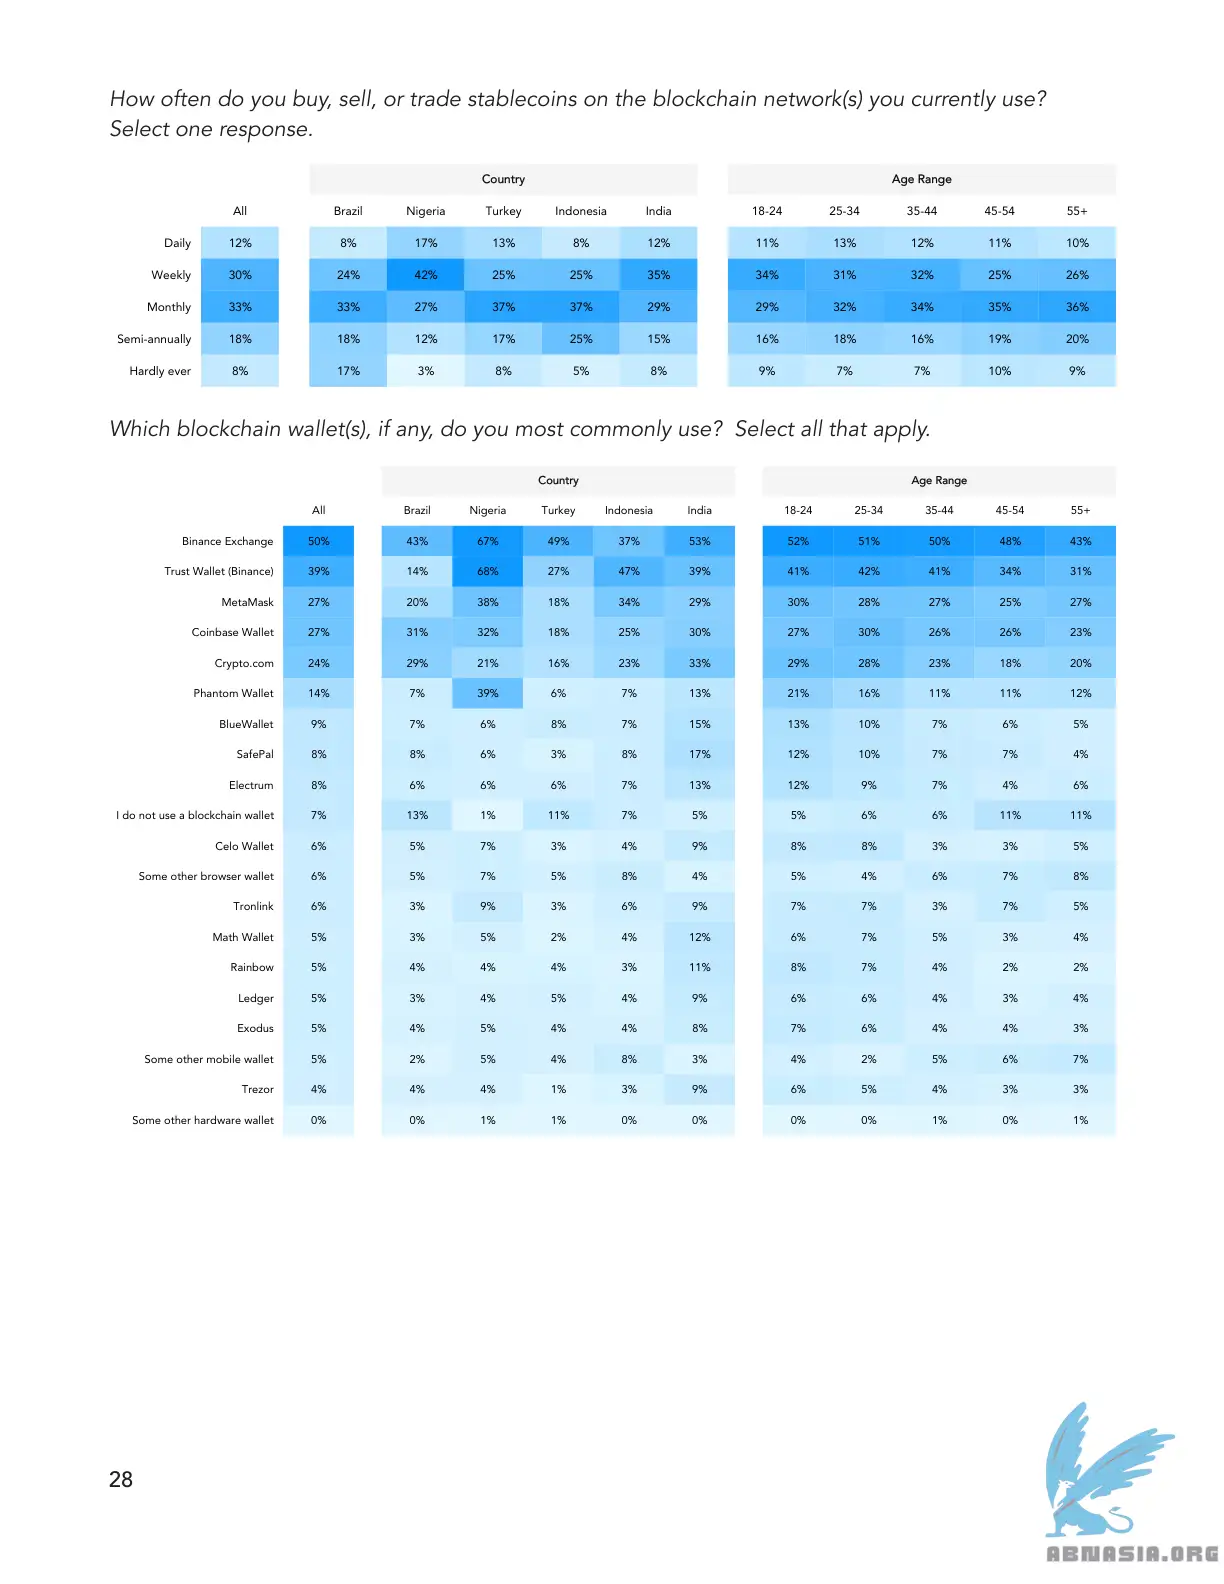 How often do you buy, sell, or trade stablecoins on the blockchain network(s) you currently use?
Select one response.
Country Age Range
All Brazil Nigeria Turkey Indonesia India 18-24 25-34 35-44 45-54 55+
Daily 12% 8% 17% 13% 8% 12% 11% 13% 12% 11% 10%
Weekly 30% 24% 42% 25% 25% 35% 34% 31% 32% 25% 26%
Monthly 33% 33% 27% 37% 37% 29% 29% 32% 34% 35% 36%
Semi-annually 18% 18% 12% 17% 25% 15% 16% 18% 16% 19% 20%
Hardly ever 8% 17% 3% 8% 5% 8% 9% 7% 7% 10% 9%
Which blockchain wallet(s), if any, do you most commonly use? Select all that apply.
Country Age Range
All Brazil Nigeria Turkey Indonesia India 18-24 25-34 35-44 45-54 55+
Binance Exchange 50% 43% 67% 49% 37% 53% 52% 51% 50% 48% 43%
Trust Wallet (Binance) 39% 14% 68% 27% 47% 39% 41% 42% 41% 34% 31%
MetaMask 27% 20% 38% 18% 34% 29% 30% 28% 27% 25% 27%
Coinbase Wallet 27% 31% 32% 18% 25% 30% 27% 30% 26% 26% 23%
Crypto.com 24% 29% 21% 16% 23% 33% 29% 28% 23% 18% 20%
Phantom Wallet 14% 7% 39% 6% 7% 13% 21% 16% 11% 11% 12%
BlueWallet 9% 7% 6% 8% 7% 15% 13% 10% 7% 6% 5%
SafePal 8% 8% 6% 3% 8% 17% 12% 10% 7% 7% 4%
Electrum 8% 6% 6% 6% 7% 13% 12% 9% 7% 4% 6%
I do not use a blockchain wallet 7% 13% 1% 11% 7% 5% 5% 6% 6% 11% 11%
Celo Wallet 6% 5% 7% 3% 4% 9% 8% 8% 3% 3% 5%
Some other browser wallet 6% 5% 7% 5% 8% 4% 5% 4% 6% 7% 8%
Tronlink 6% 3% 9% 3% 6% 9% 7% 7% 3% 7% 5%
Math Wallet 5% 3% 5% 2% 4% 12% 6% 7% 5% 3% 4%
Rainbow 5% 4% 4% 4% 3% 11% 8% 7% 4% 2% 2%
Ledger 5% 3% 4% 5% 4% 9% 6% 6% 4% 3% 4%
Exodus 5% 4% 5% 4% 4% 8% 7% 6% 4% 4% 3%
Some other mobile wallet 5% 2% 5% 4% 8% 3% 4% 2% 5% 6% 7%
Trezor 4% 4% 4% 1% 3% 9% 6% 5% 4% 3% 3%
Some other hardware wallet 0% 0% 1% 1% 0% 0% 0% 0% 1% 0% 1%
28
ABNASIA.ORG